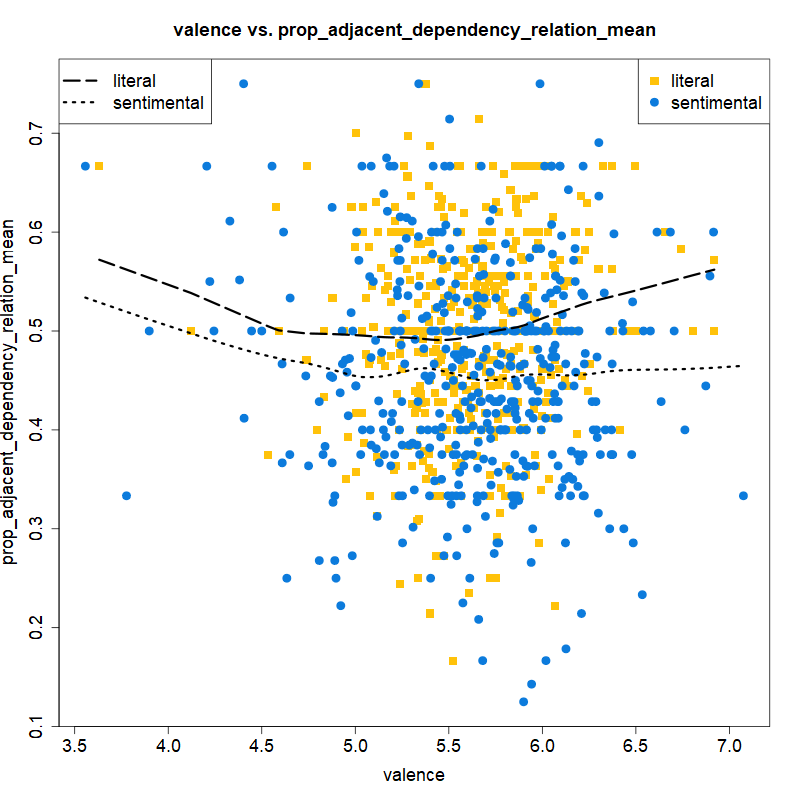 valence vs. prop_adjacent_dependency_relation_mean
literal
sentimental
literal
sentimental
prop_adjacent_dependency_relation_mean
0.7
0.6
0.5
0.4
0.3
0.2
0.1
3.5 4.0 4.5 5.0 5.5 6.0 6.5 7.0
valence